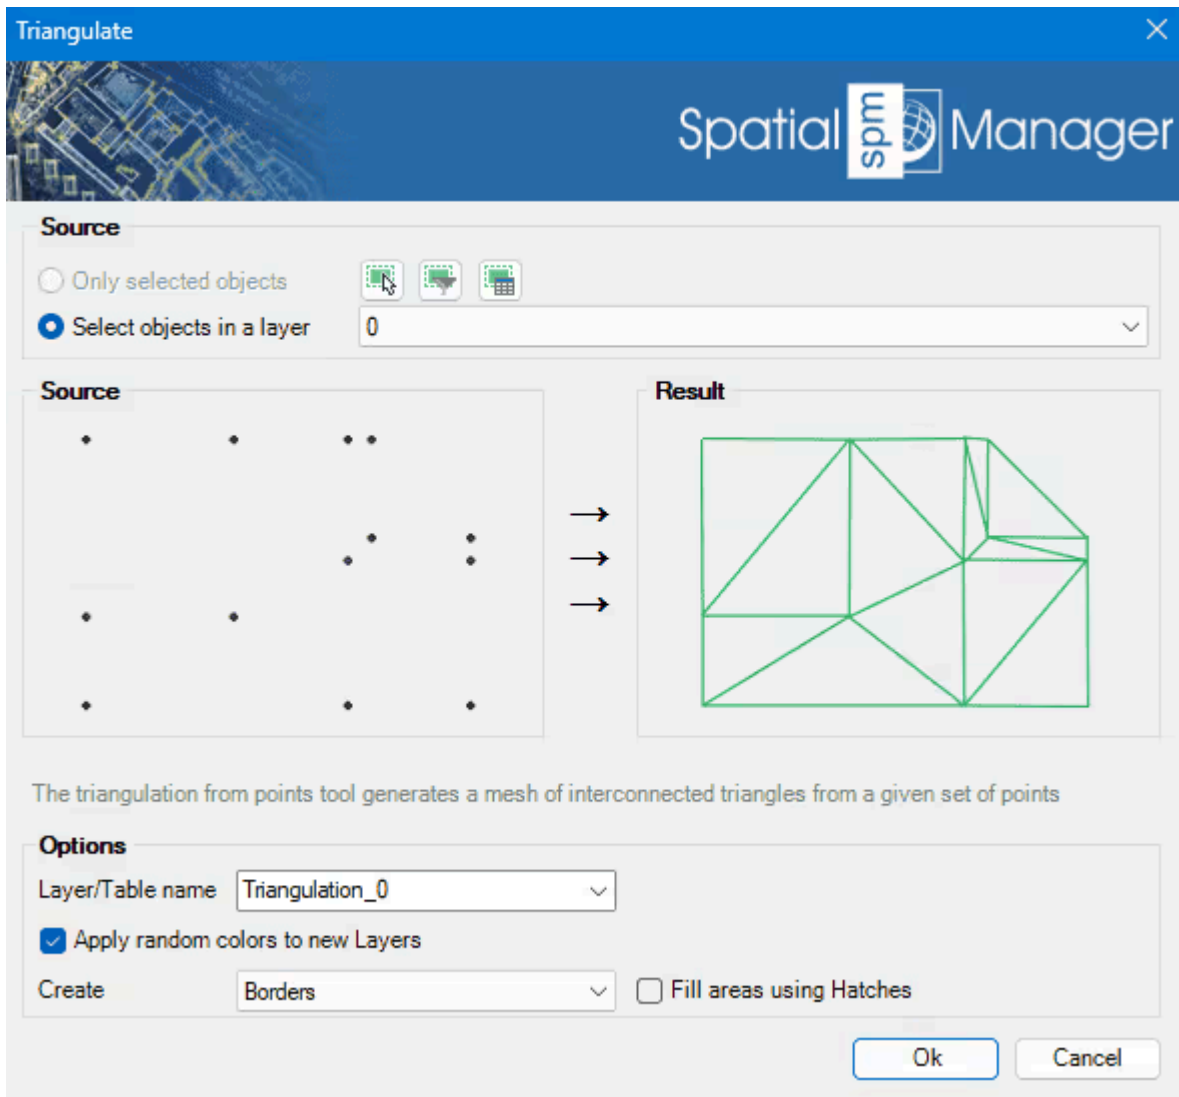 Triangulate
Spatial spm Manager
Source
Only selected objects
Select objects in a layer 0
Source
Result
The triangulation from points tool generates a mesh of interconnected triangles from a given set of points
Options
Layer/Table name Triangulation_0
Apply random colors to new Layers
Create Borders Fill areas using Hatches
Ok Cancel